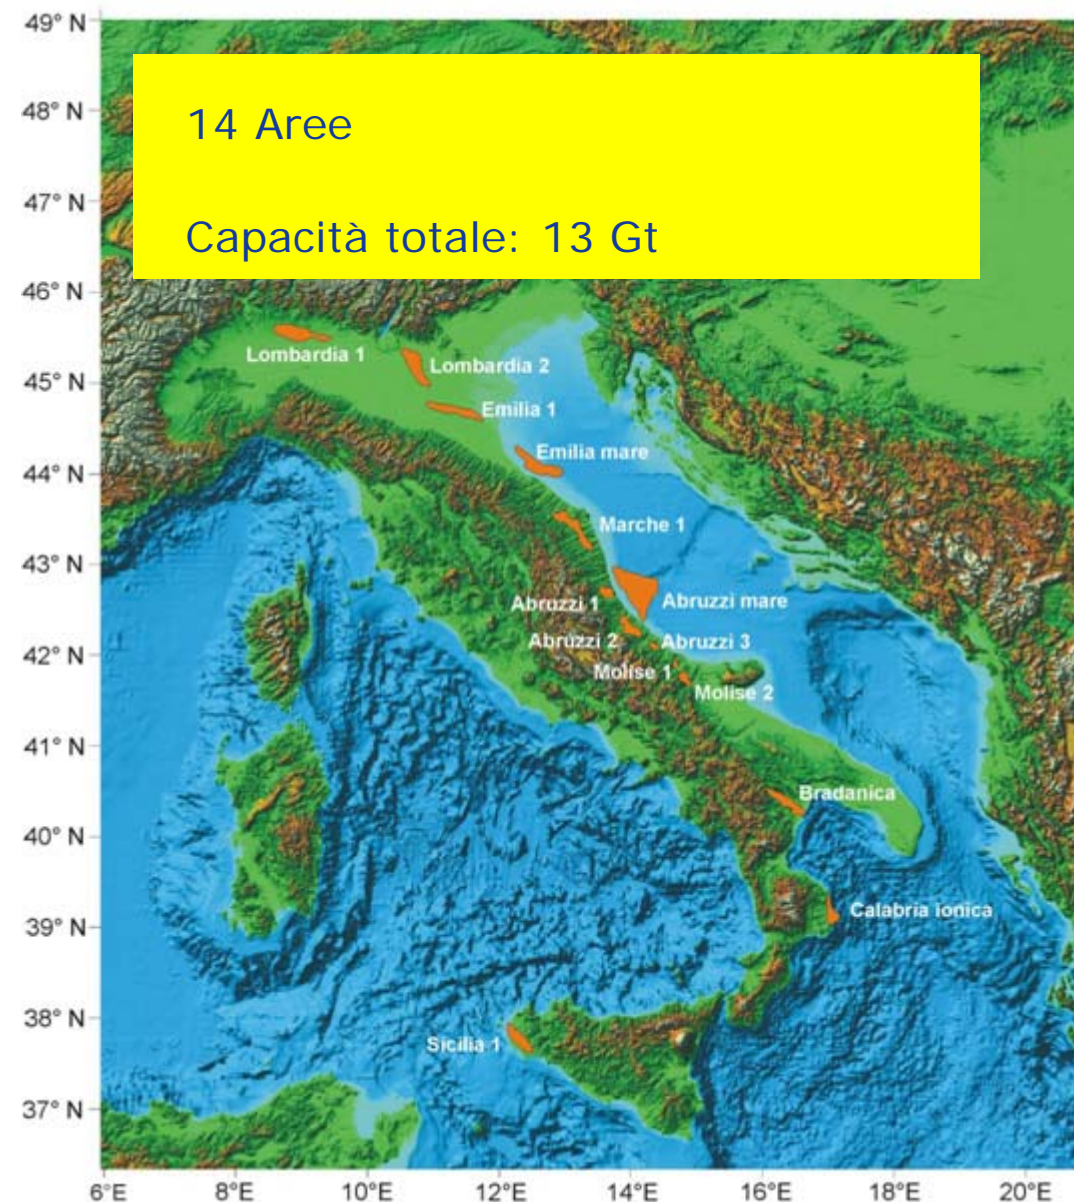 49° N
14 Aree
48° N
47° N
Capacità totale: 13 Gt
46° N
Lombardia 1
Lombardia 2
45° N
Emilia 1
Emilia mare
44° N
Marche 1
43° N
Abruzzi 1
Abruzzi mare
Abruzzi 2
Abruzzi 3
42° N
Molise 1
Molise 2
41° N
Bradanica
40° N
Calabria ionica
39° N
38° N
Sicilia 1
37° N
6°E 8°E 10°E 12°E 14°E 16°E 18°E 20°E